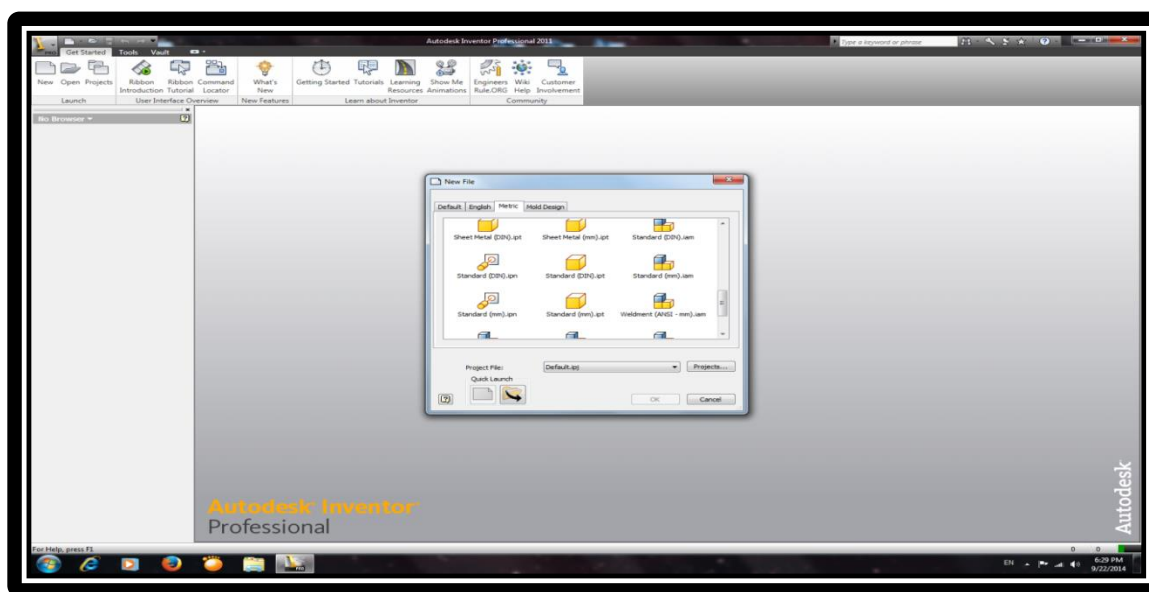 Autodesk Inventor Professional 2011
Type a keyword or phrase
PRO
Get Started Tools Vault
New Open Projects Ribbon Introduction Ribbon Tutorial Command Locator What's New Getting Started Tutorials Learning Resources Show Me Animations Engineers Rule.ORG Wiki Help Customer Involvement
Launch User Interface Overview New Features Learn about Inventor Community
No Browser
New File
Default English Metric Mold Design
Sheet Metal (DIN).ipt Sheet Metal (mm).ipt Standard (DIN).iam
Standard (DIN).ipn Standard (DIN).ipt Standard (mm).iam
Standard (mm).ipn Standard (mm).ipt Weldment (ANSI - mm).iam
Project File: Default.ipj Projects...
Quick Launch
OK Cancel
Autodesk Inventor
Professional
Autodesk
For Help, press F1 0 0
PRO
EN 6:29 PM
9/22/2014